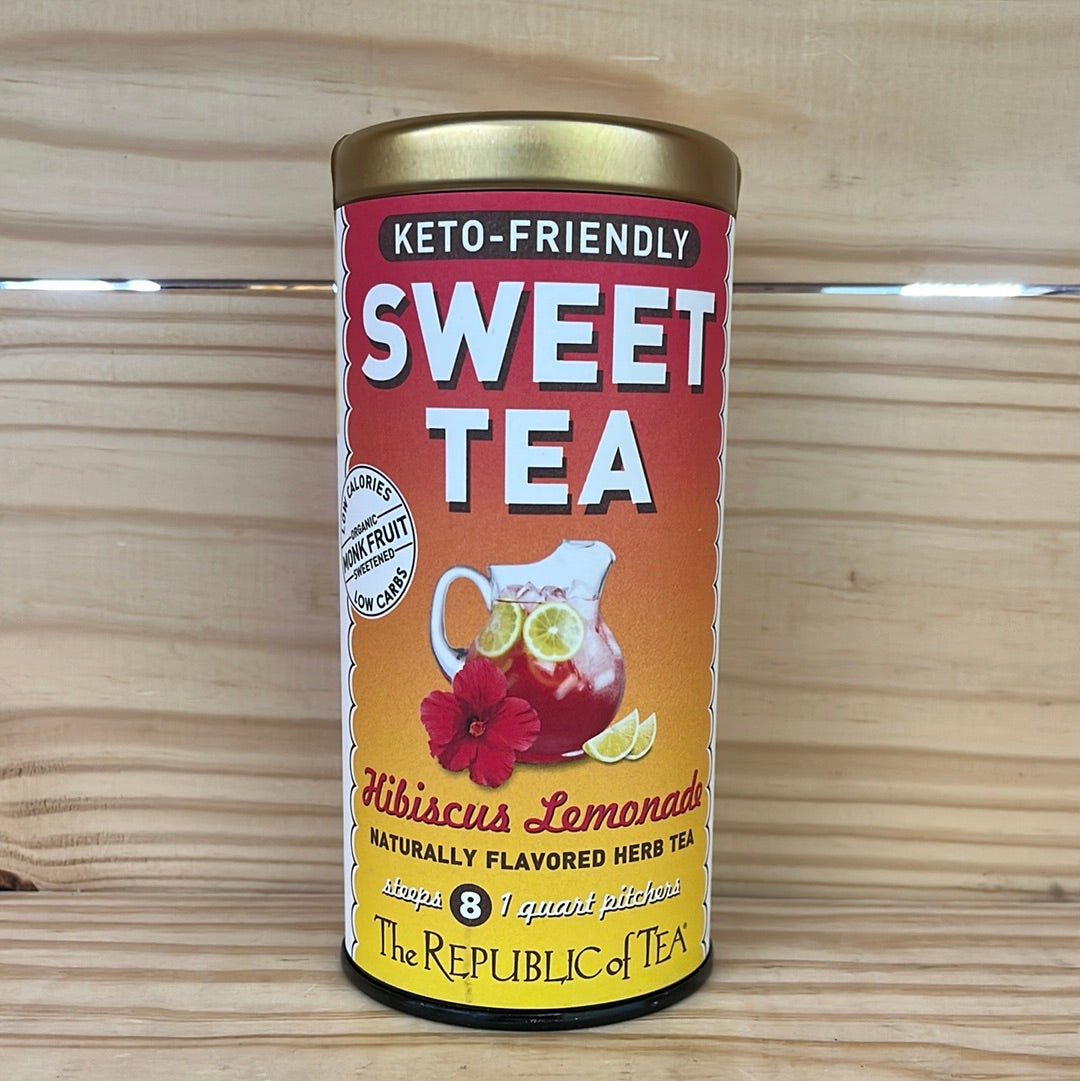 KETO-FRIENDLY
SWEET
TEA
LOW CALORIES
ORGANIC
MONK FRUIT
SWEETENED
LOW CARBS
Hibiscus Lemonade
NATURALLY FLAVORED HERB TEA
steeps 8 1 quart pitchers
The REPUBLIC of TEA®